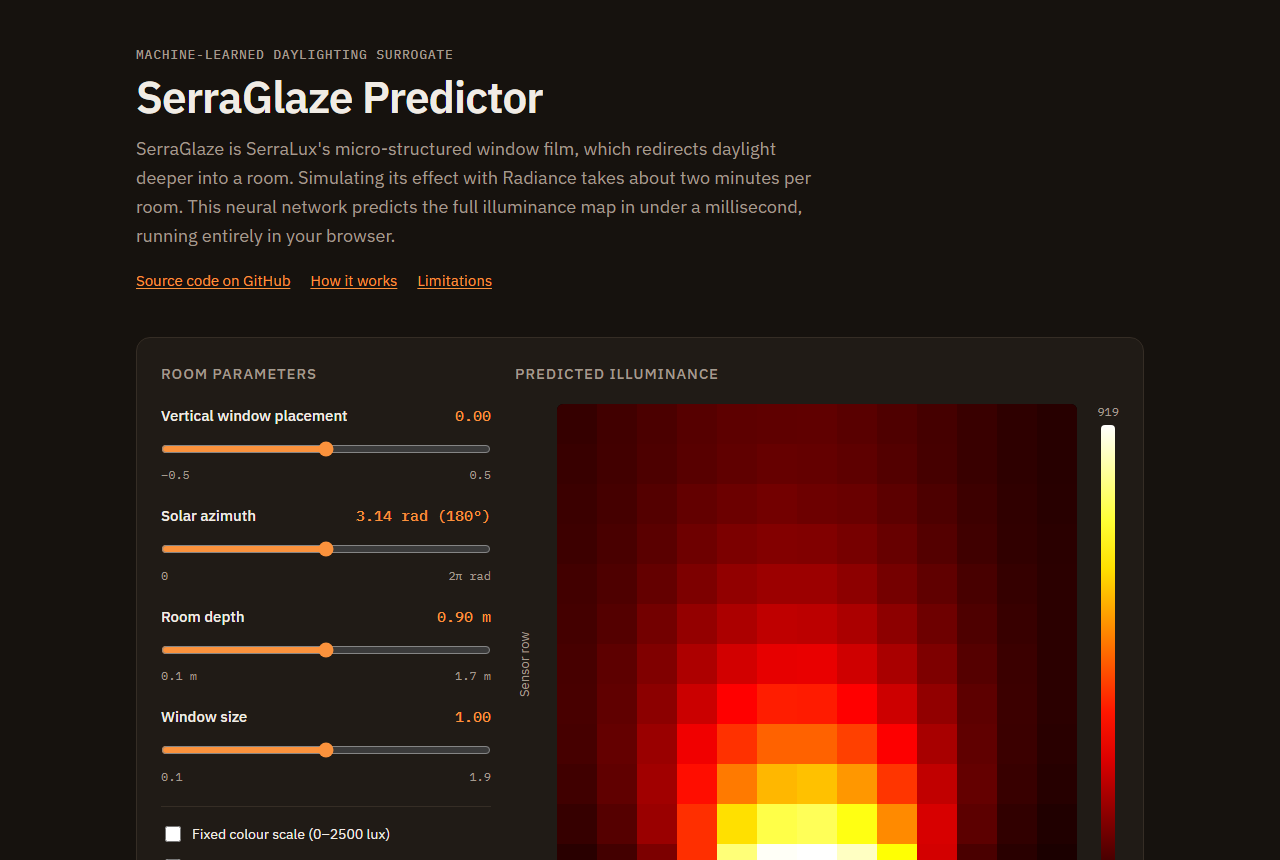 MACHINE-LEARNED DAYLIGHTING SURROGATE
SerraGlaze Predictor
SerraGlaze is SerraLux's micro-structured window film, which redirects daylight
deeper into a room. Simulating its effect with Radiance takes about two minutes per
room. This neural network predicts the full illuminance map in under a millisecond,
running entirely in your browser.
Source code on GitHub How it works Limitations
ROOM PARAMETERS
Vertical window placement 0.00
−0.5 0.5
Solar azimuth 3.14 rad (180°)
0 2π rad
Room depth 0.90 m
0.1 m 1.7 m
Window size 1.00
0.1 1.9
Fixed colour scale (0–2500 lux)
PREDICTED ILLUMINANCE
Sensor row
919